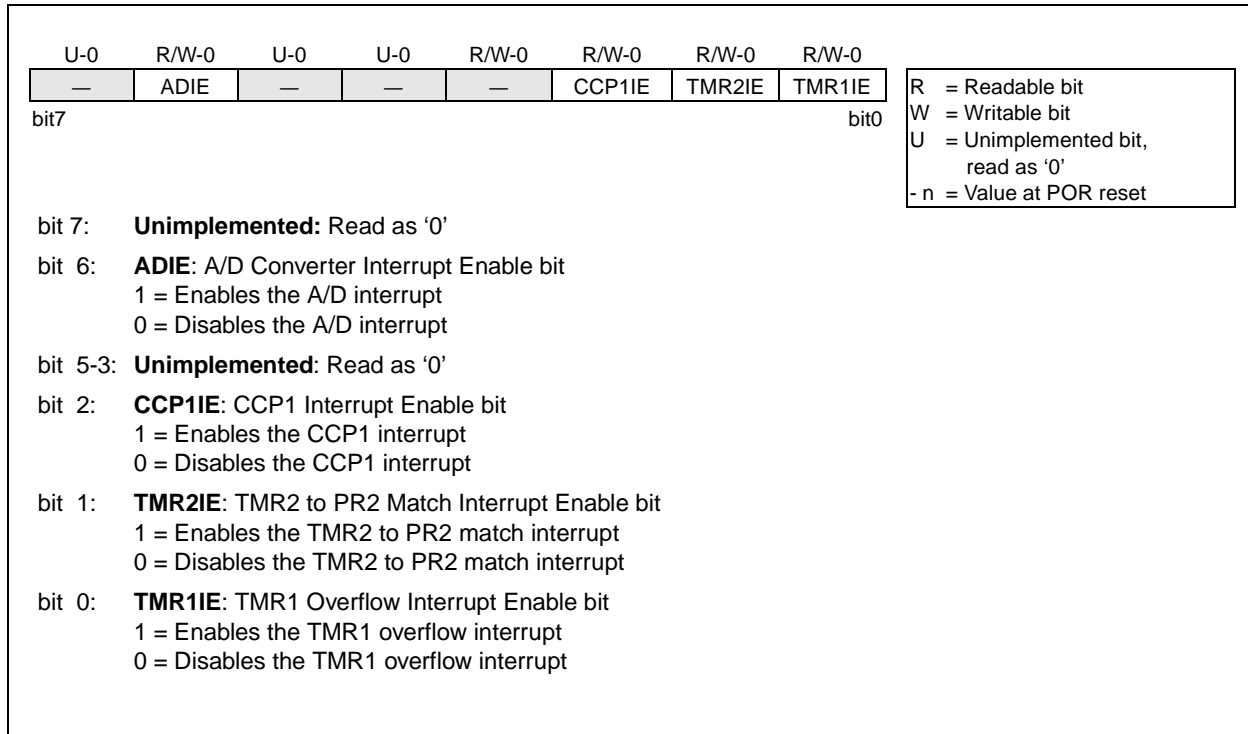 U-0 R/W-0 U-0 U-0 R/W-0 R/W-0 R/W-0 R/W-0
— ADIE — — — CCP1IE TMR2IE TMR1IE
bit7 bit0
R = Readable bit
W = Writable bit
U = Unimplemented bit,
read as ‘0’
- n = Value at POR reset
bit 7: Unimplemented: Read as ‘0’
bit 6: ADIE: A/D Converter Interrupt Enable bit
1 = Enables the A/D interrupt
0 = Disables the A/D interrupt
bit 5-3: Unimplemented: Read as ‘0’
bit 2: CCP1IE: CCP1 Interrupt Enable bit
1 = Enables the CCP1 interrupt
0 = Disables the CCP1 interrupt
bit 1: TMR2IE: TMR2 to PR2 Match Interrupt Enable bit
1 = Enables the TMR2 to PR2 match interrupt
0 = Disables the TMR2 to PR2 match interrupt
bit 0: TMR1IE: TMR1 Overflow Interrupt Enable bit
1 = Enables the TMR1 overflow interrupt
0 = Disables the TMR1 overflow interrupt